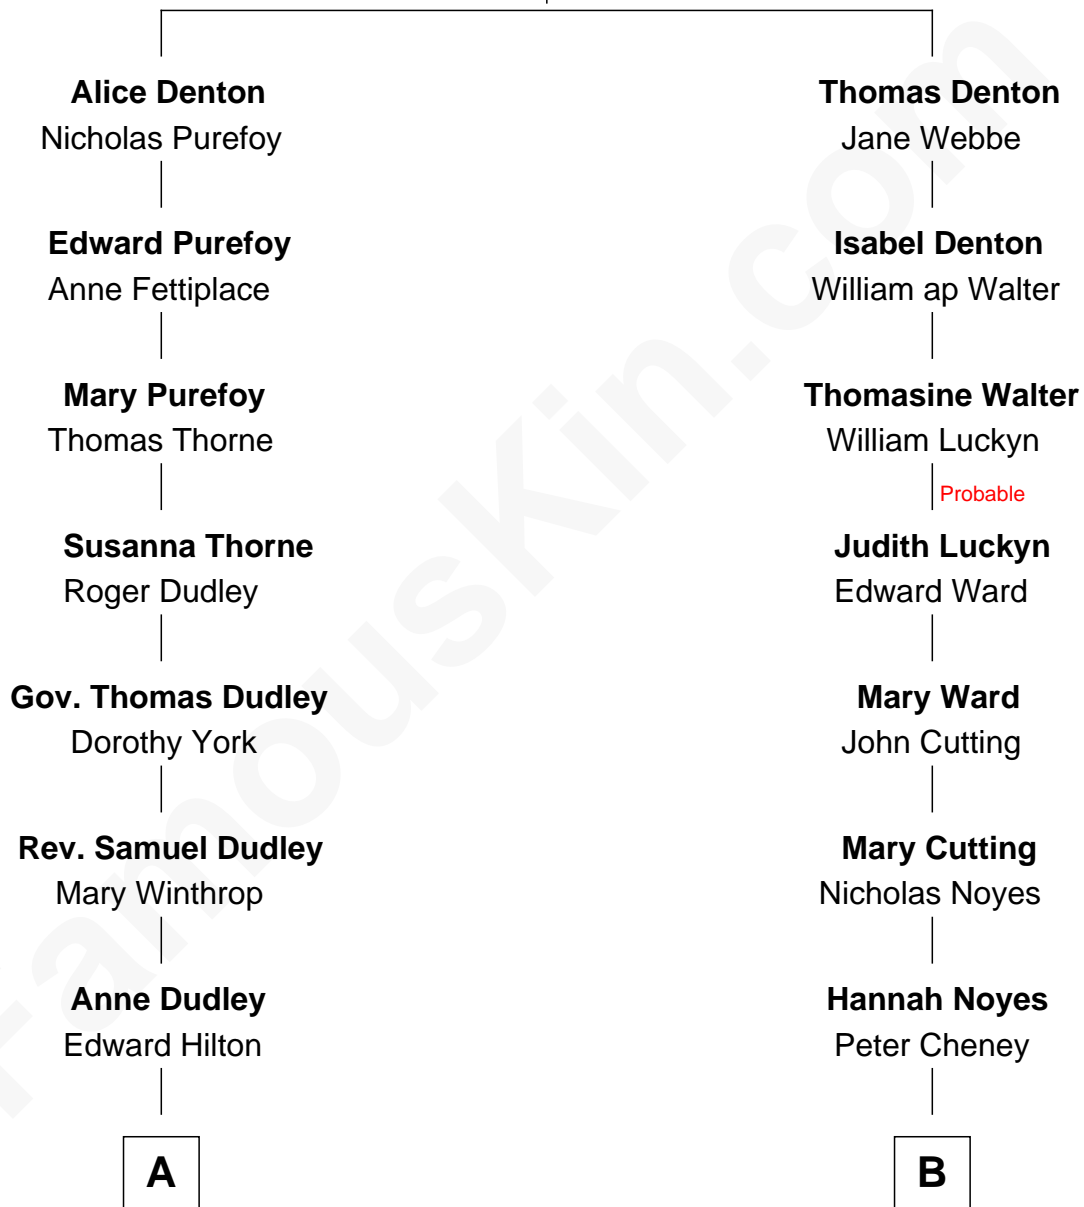 Alice Denton
Nicholas Purefoy
Edward Purefoy
Anne Fettiplace
Mary Purefoy
Thomas Thorne
Susanna Thorne
Roger Dudley
Gov. Thomas Dudley
Dorothy York
Rev. Samuel Dudley
Mary Winthrop
Anne Dudley
Edward Hilton
A
Thomas Denton
Jane Webbe
Isabel Denton
William ap Walter
Thomasine Walter
William Luckyn
Probable
Judith Luckyn
Edward Ward
Mary Ward
John Cutting
Mary Cutting
Nicholas Noyes
Hannah Noyes
Peter Cheney
B
FamousKin.com